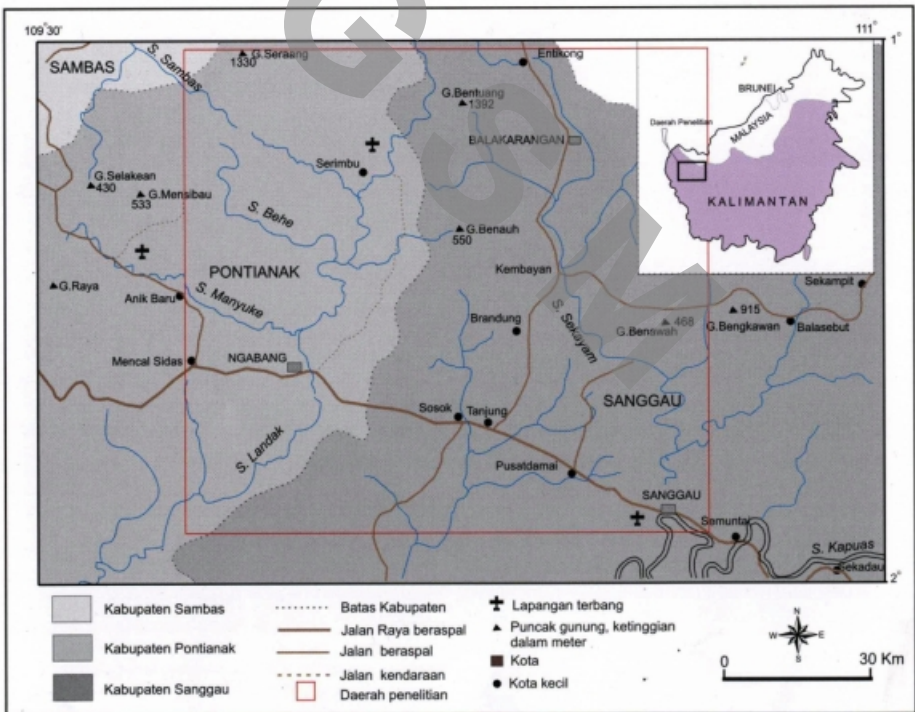 109°30'
111°
1°
SAMBAS
S. Sambas
G.Seraang
1330
Entikong
G.Bentuang
1392
BRUNEI
MALAYSIA
Daerah Penelitian
KALIMANTAN
BALAKARANGAN
Serimbu
G.Selakean
430
G.Mensibau
533
S. Behe
G.Benauh
550
PONTIANAK
Kembayan
Sekampit
G.Raya
Anik Baru
S. Manyuke
S. Sekayam
Brandung
G.Benawah
468
915
G.Bengkawan
Balasebut
Mencal Sidas
NGABANG
SANGGAU
Sosok
Tanjung
S. Landak
Pusatdamai
SANGGAU
Semuntai
S. Kapuas
Sekadau
2°
GSM
Kabupaten Sambas
Kabupaten Pontianak
Kabupaten Sanggau
Batas Kabupaten
Jalan Raya beraspal
Jalan beraspal
Jalan kendaraan
Daerah penelitian
Lapangan terbang
Puncak gunung, ketinggian
dalam meter
Kota
Kota kecil
N
W
E
S
0
30 Km